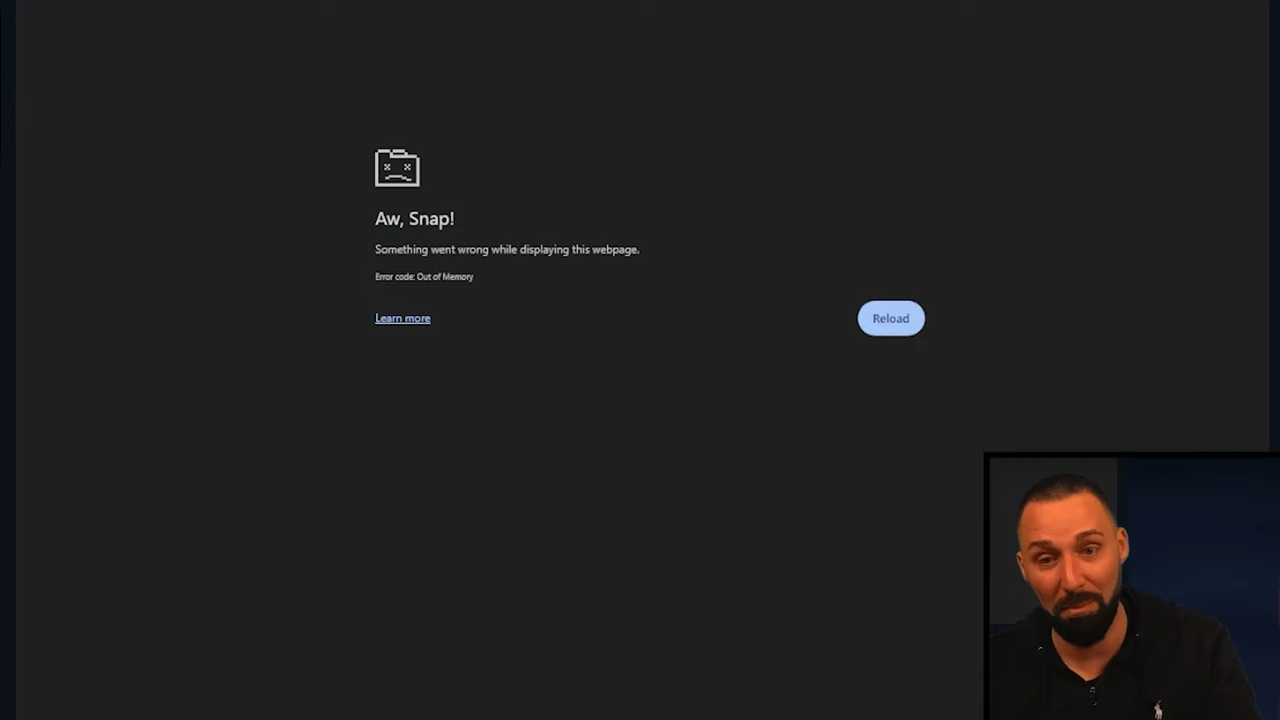 Aw, Snap!
Something went wrong while displaying this webpage.
Error code: Out of Memory
Learn more
Reload